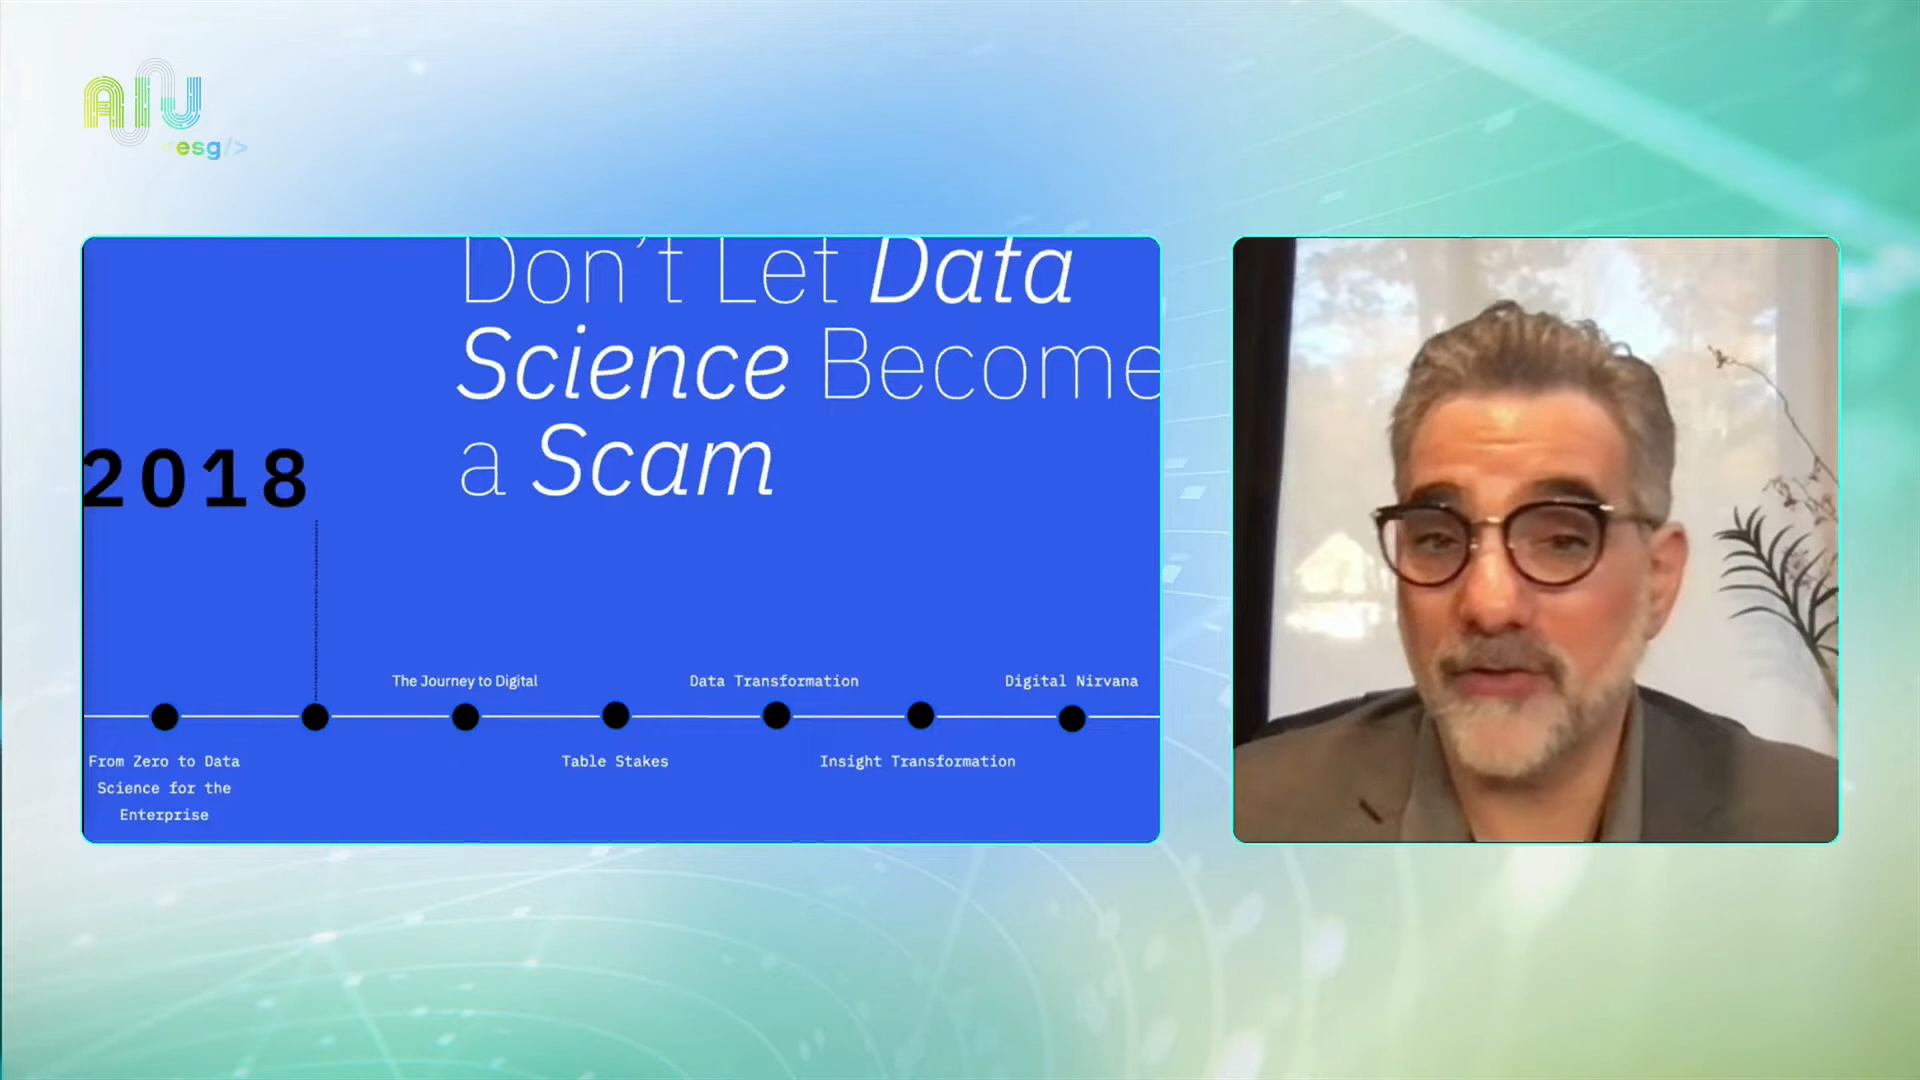 AIJ
<esg/>
Don't Let Data
Science Become
a Scam
2018
The Journey to Digital
Data Transformation
Digital Nirvana
From Zero to Data
Science for the
Enterprise
Table Stakes
Insight Transformation